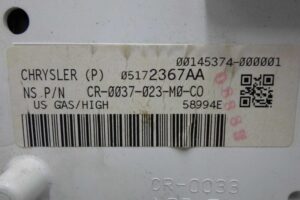 00145374-000001
CHRYSLER (P) 05172367AA
NS P/N CR-0037-023-M0-C0
US GAS/HIGH 58994E
CR-0033